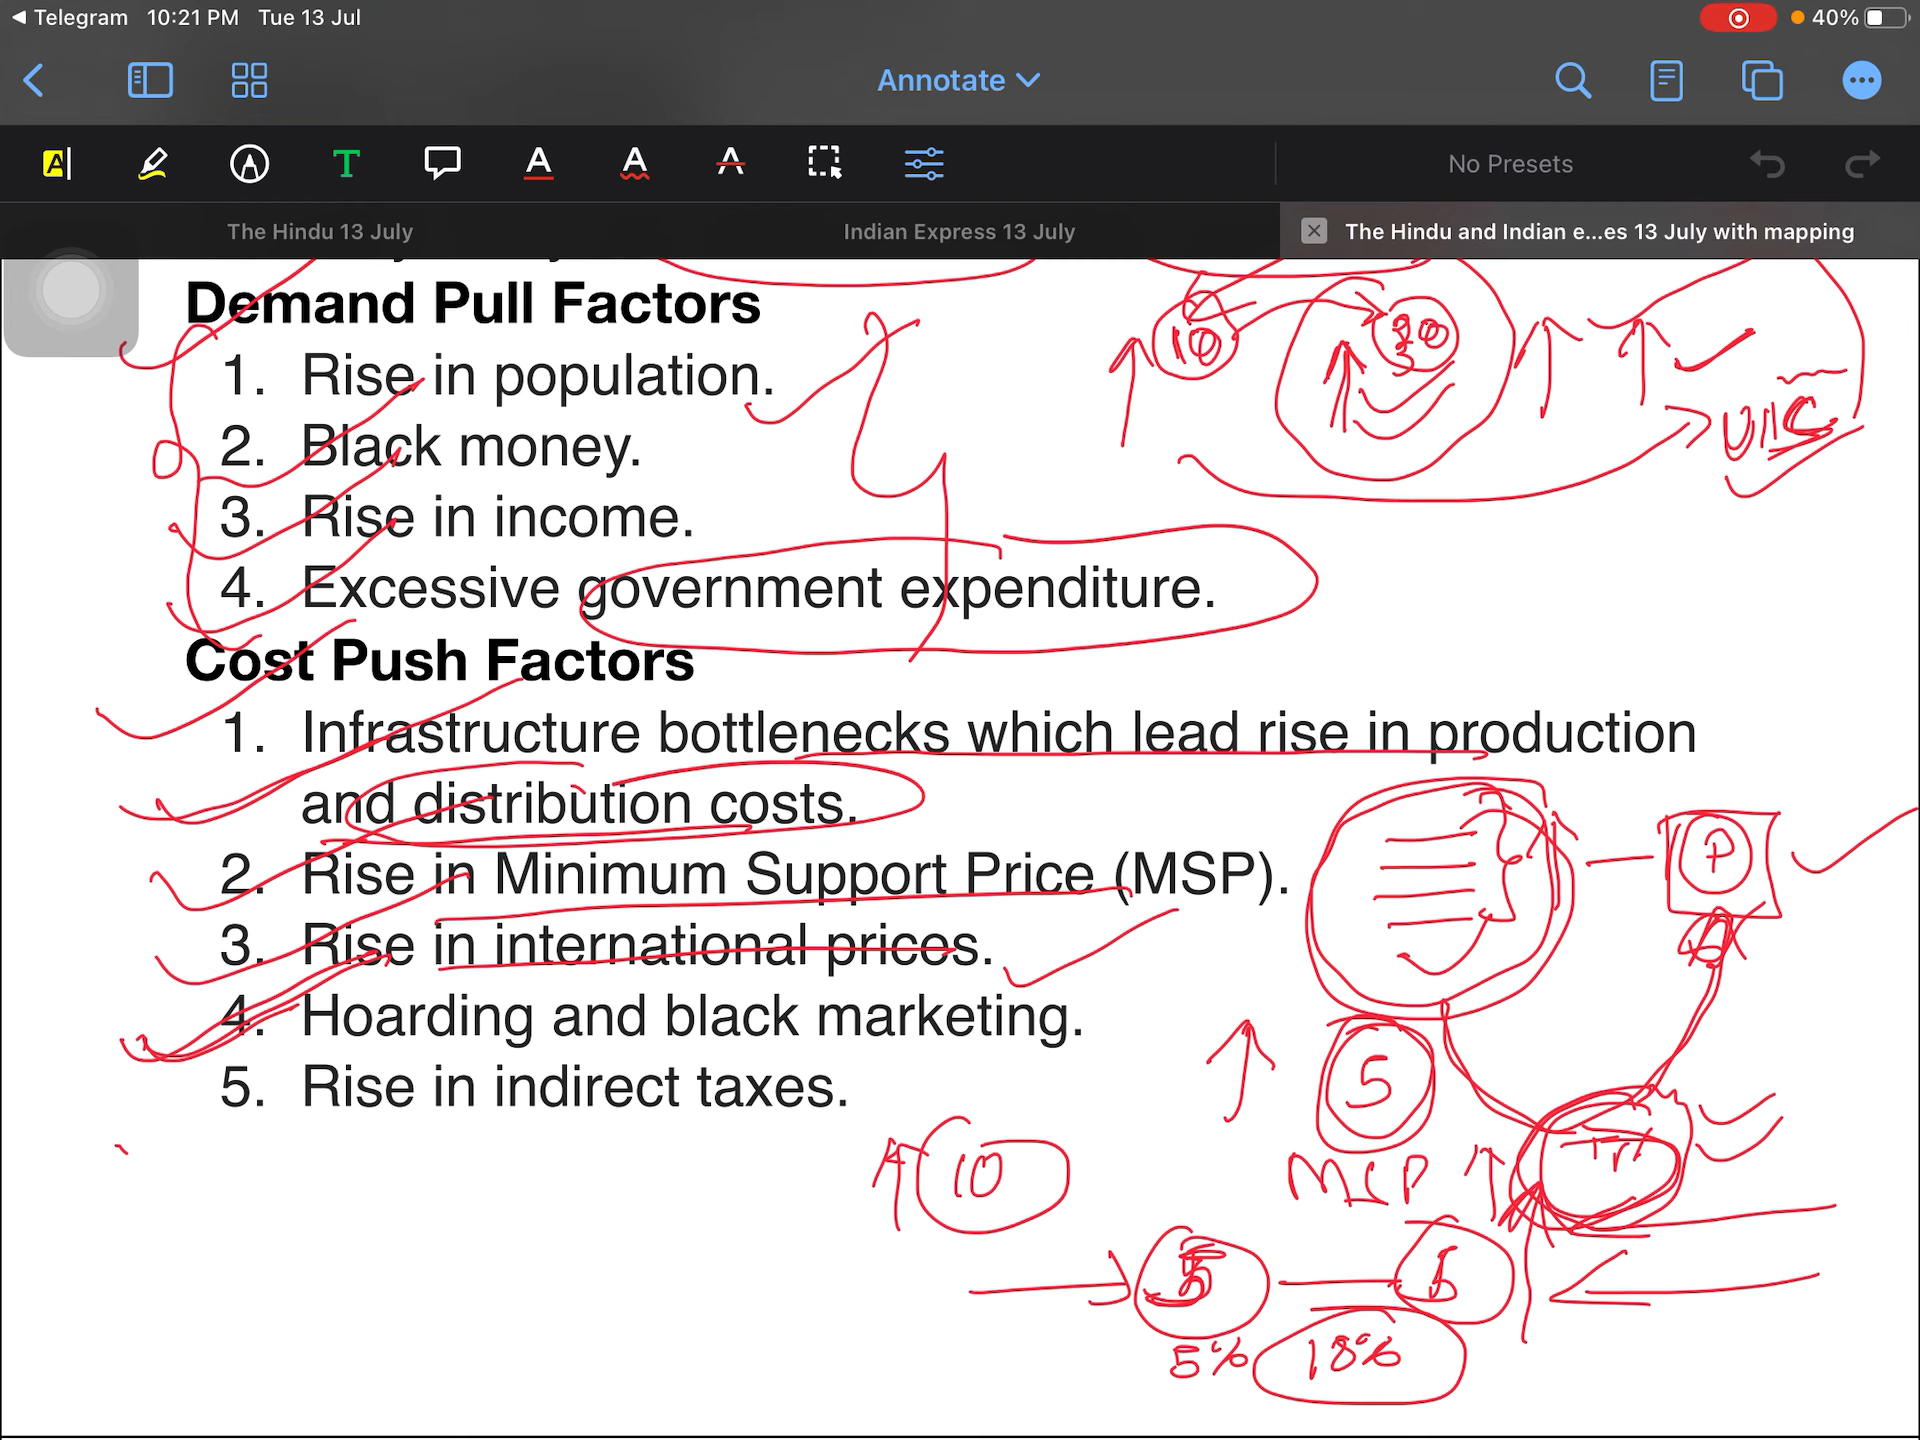 Telegram 10:21 PM Tue 13 Jul 40%
Annotate
No Presets
The Hindu 13 July
Indian Express 13 July
The Hindu and Indian e...es 13 July with mapping
Demand Pull Factors
1. Rise in population.
2. Black money.
3. Rise in income.
4. Excessive government expenditure.
Cost Push Factors
1. Infrastructure bottlenecks which lead rise in production
and distribution costs.
2. Rise in Minimum Support Price (MSP).
3. Rise in international prices.
4. Hoarding and black marketing.
5. Rise in indirect taxes.
10
P
5
10
5% 18%